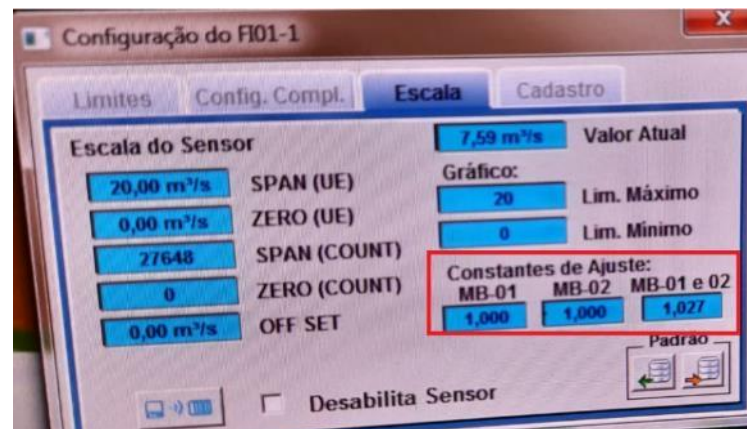 Configuração do FI01-1
Limites Config. Compl. Escala Cadastro
Escala do Sensor
20,00 m³/s SPAN (UE)
0,00 m³/s ZERO (UE)
27648 SPAN (COUNT)
0 ZERO (COUNT)
0,00 m³/s OFF SET
Desabilita Sensor
7,59 m³/s Valor Atual
Gráfico:
20 Lim. Máximo
0 Lim. Mínimo
Constantes de Ajuste:
MB-01 MB-02 MB-01 e 02
1,000 1,000 1,027
Padrão